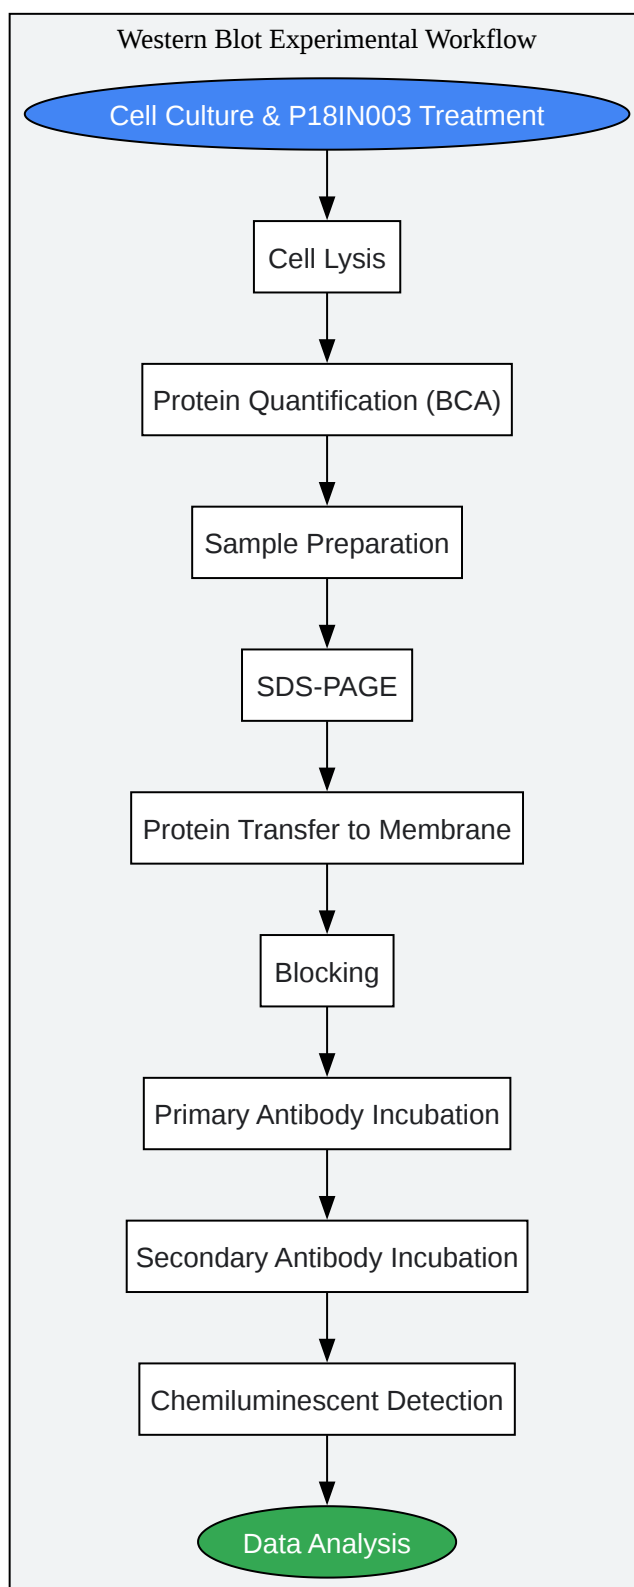 Western Blot Experimental Workflow
Cell Culture & P18IN003 Treatment
Cell Lysis
Protein Quantification (BCA)
Sample Preparation
SDS-PAGE
Protein Transfer to Membrane
Blocking
Primary Antibody Incubation
Secondary Antibody Incubation
Chemiluminescent Detection
Data Analysis